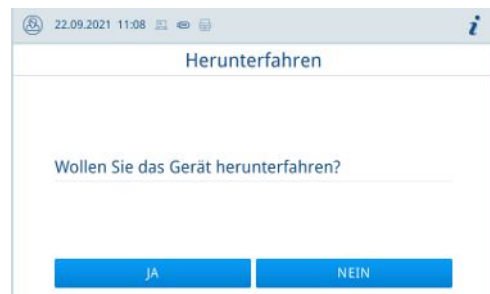 22.09.2021 11:08
Herunterfahren
Wollen Sie das Gerät herunterfahren?
JA NEIN